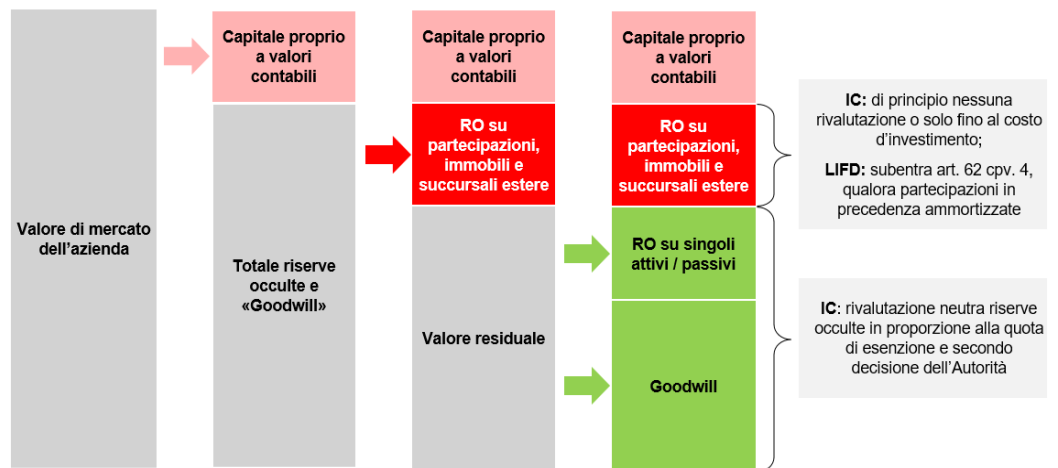 Valore di mercato
dell'azienda
Capitale proprio
a valori
contabili
Totale riserve
occulte e
«Goodwill»
Capitale proprio
a valori
contabili
RO su
partecipazioni,
immobili e
succursali estere
Valore residuale
Capitale proprio
a valori
contabili
RO su
partecipazioni,
immobili e
succursali estere
RO su singoli
attivi / passivi
Goodwill
IC: di principio nessuna
rivalutazione o solo fino al costo
d'investimento;
LIFD: subentra art. 62 cpv. 4,
qualora partecipazioni in
precedenza ammortizzate
IC: rivalutazione neutra riserve
occulte in proporzione alla quota
di esenzione e secondo
decisione dell'Autorità